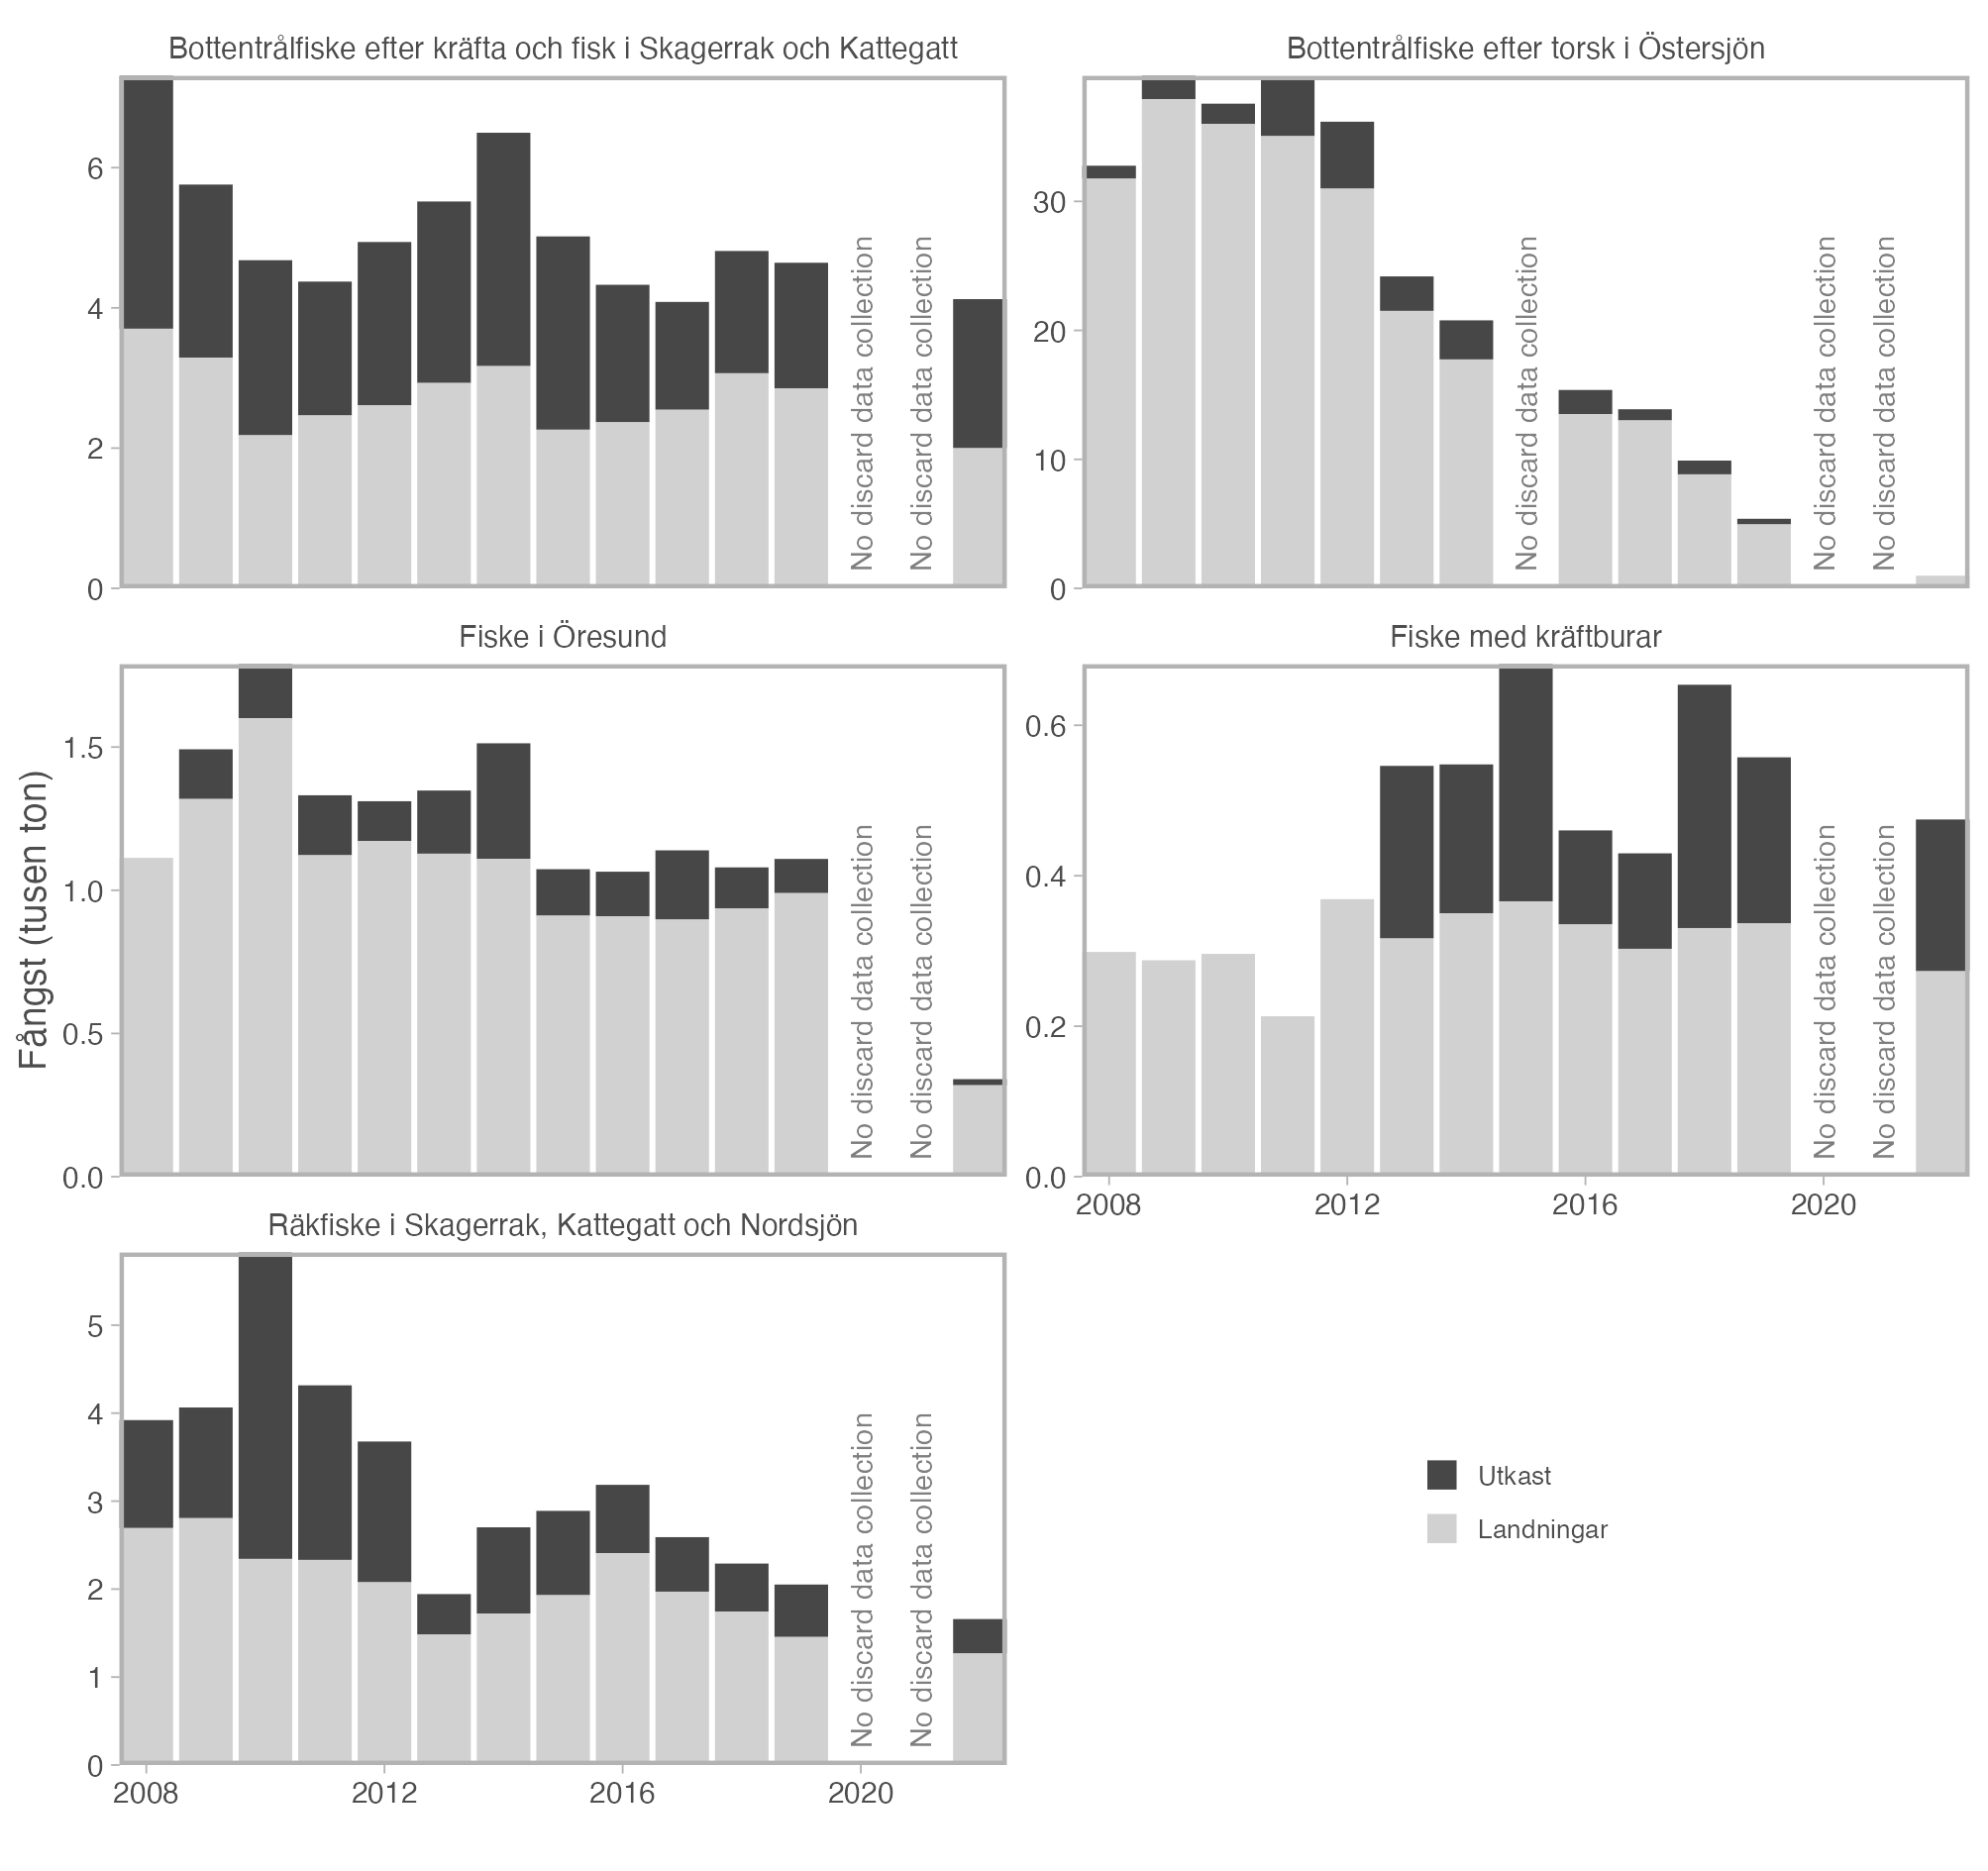 Bottentrålfiske efter kräfta och fisk i Skagerrak och Kattegatt
6
4
2
0
No discard data collection
No discard data collection
Bottentrålfiske efter torsk i Östersjön
30
20
10
0
No discard data collection
No discard data collection
No discard data collection
Fångst (tusen ton)
Fiske i Öresund
1.5
1.0
0.5
0.0
No discard data collection
No discard data collection
Fiske med kräftburar
0.6
0.4
0.2
0.0
No discard data collection
No discard data collection
2008 2012 2016 2020
Räkfiske i Skagerrak, Kattegatt och Nordsjön
5
4
3
2
1
0
No discard data collection
No discard data collection
2008 2012 2016 2020
Utkast
Landningar